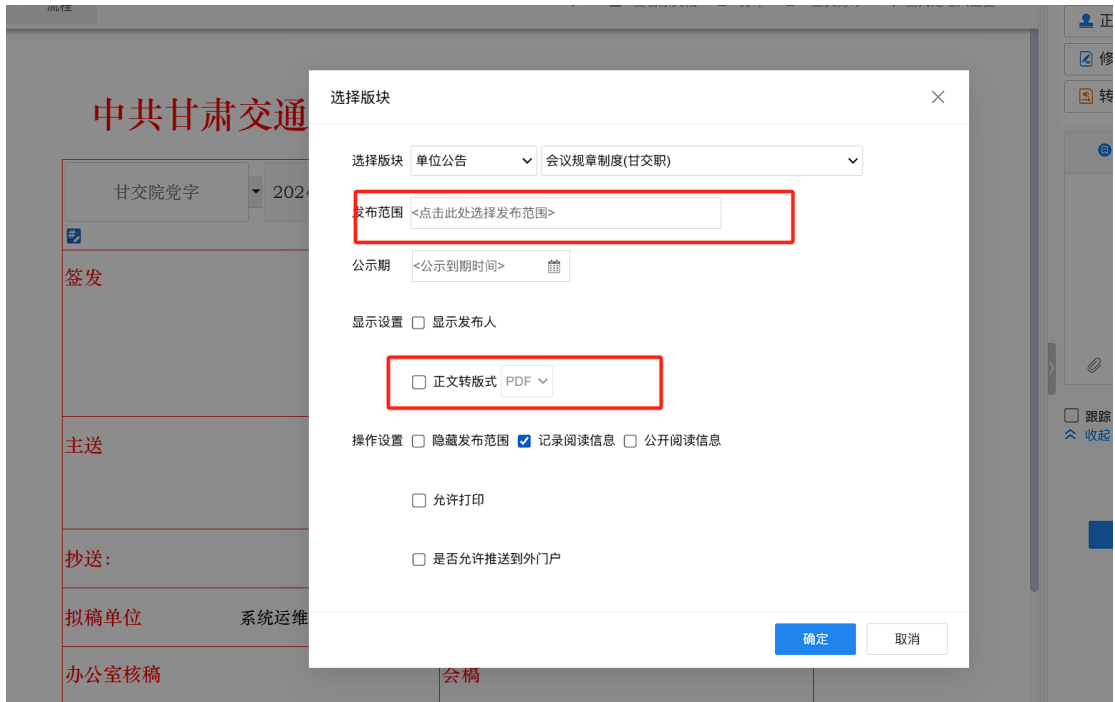 流程
正
修
转
选择版块
中共甘肃交通
选择版块 单位公告 会议规章制度(甘交职)
甘交院党字 2024
发布范围 <点击此处选择发布范围>
公示期 <公示到期时间>
签发
显示设置 显示发布人
正文转版式 PDF
跟踪
收起
主送
操作设置 隐藏发布范围 记录阅读信息 公开阅读信息
允许打印
抄送:
是否允许推送到外门户
拟稿单位 系统运维
确定 取消
办公室核稿 会稿